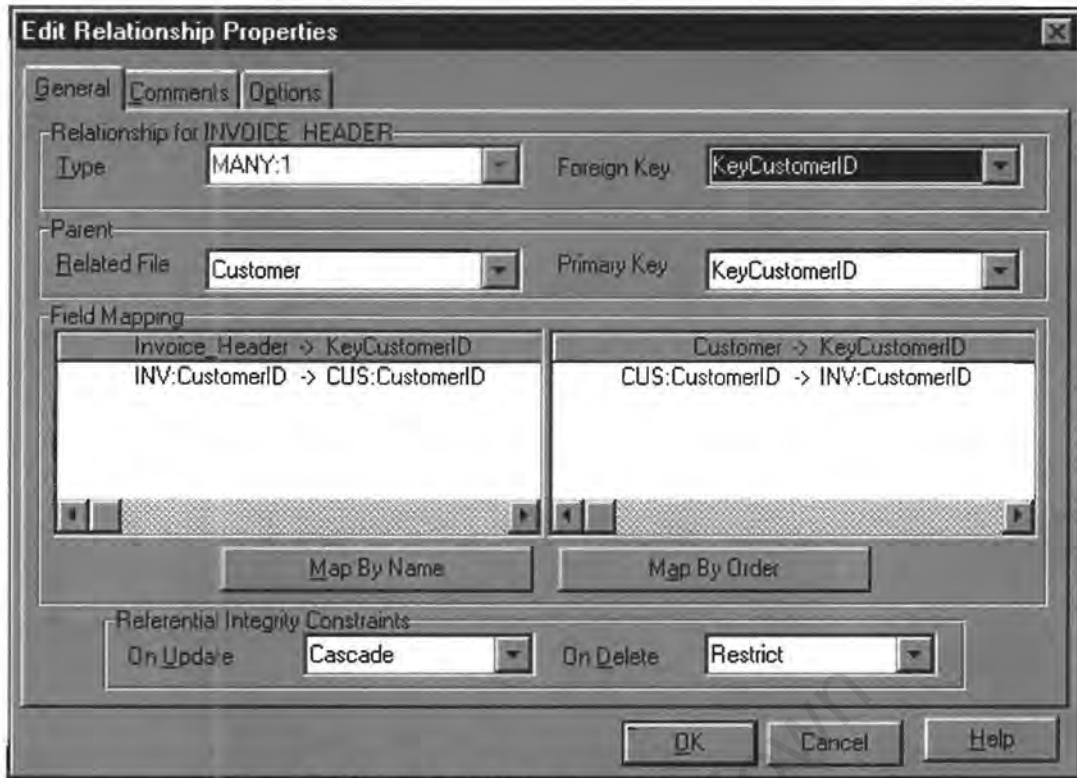 Edit Relationship Properties
General Comments Options
Relationship for INVOICE_HEADER
Type MANY:1 Foreign Key KeyCustomerID
Parent
Related File Customer Primary Key KeyCustomerID
Field Mapping
Invoice_Header -> KeyCustomerID Customer -> KeyCustomerID
INV:CustomerID -> CUS:CustomerID CUS:CustomerID -> INV:CustomerID
Map By Name Map By Order
Referential Integrity Constraints
On Update Cascade On Delete Restrict
OK Cancel Help